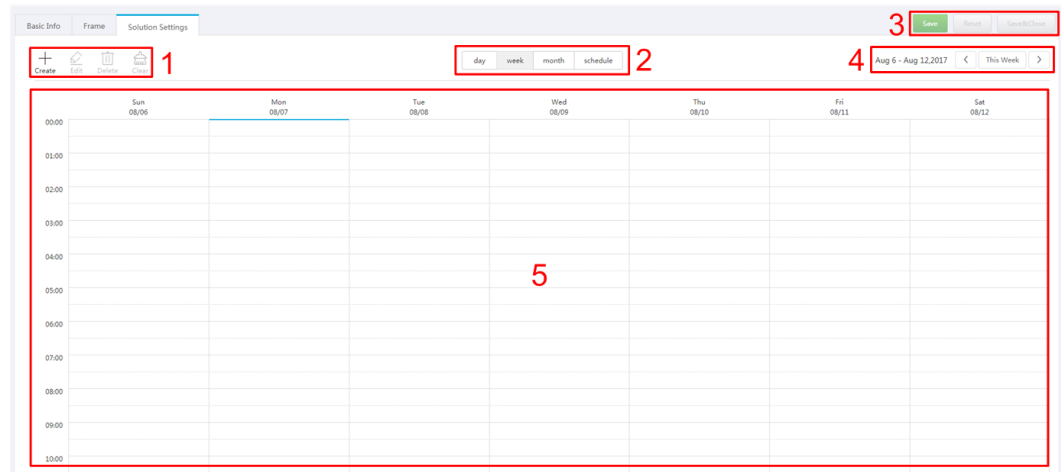 Basic Info Frame Solution Settings
3 Save Reset Save&Close
Create Edit Delete Clear 1
day week month schedule 2
4 Aug 6 - Aug 12,2017 < This Week >
Sun Mon Tue Wed Thu Fri Sat
08/06 08/07 08/08 08/09 08/10 08/11 08/12
00:00
01:00
02:00
03:00
04:00
5
05:00
06:00
07:00
08:00
09:00
10:00